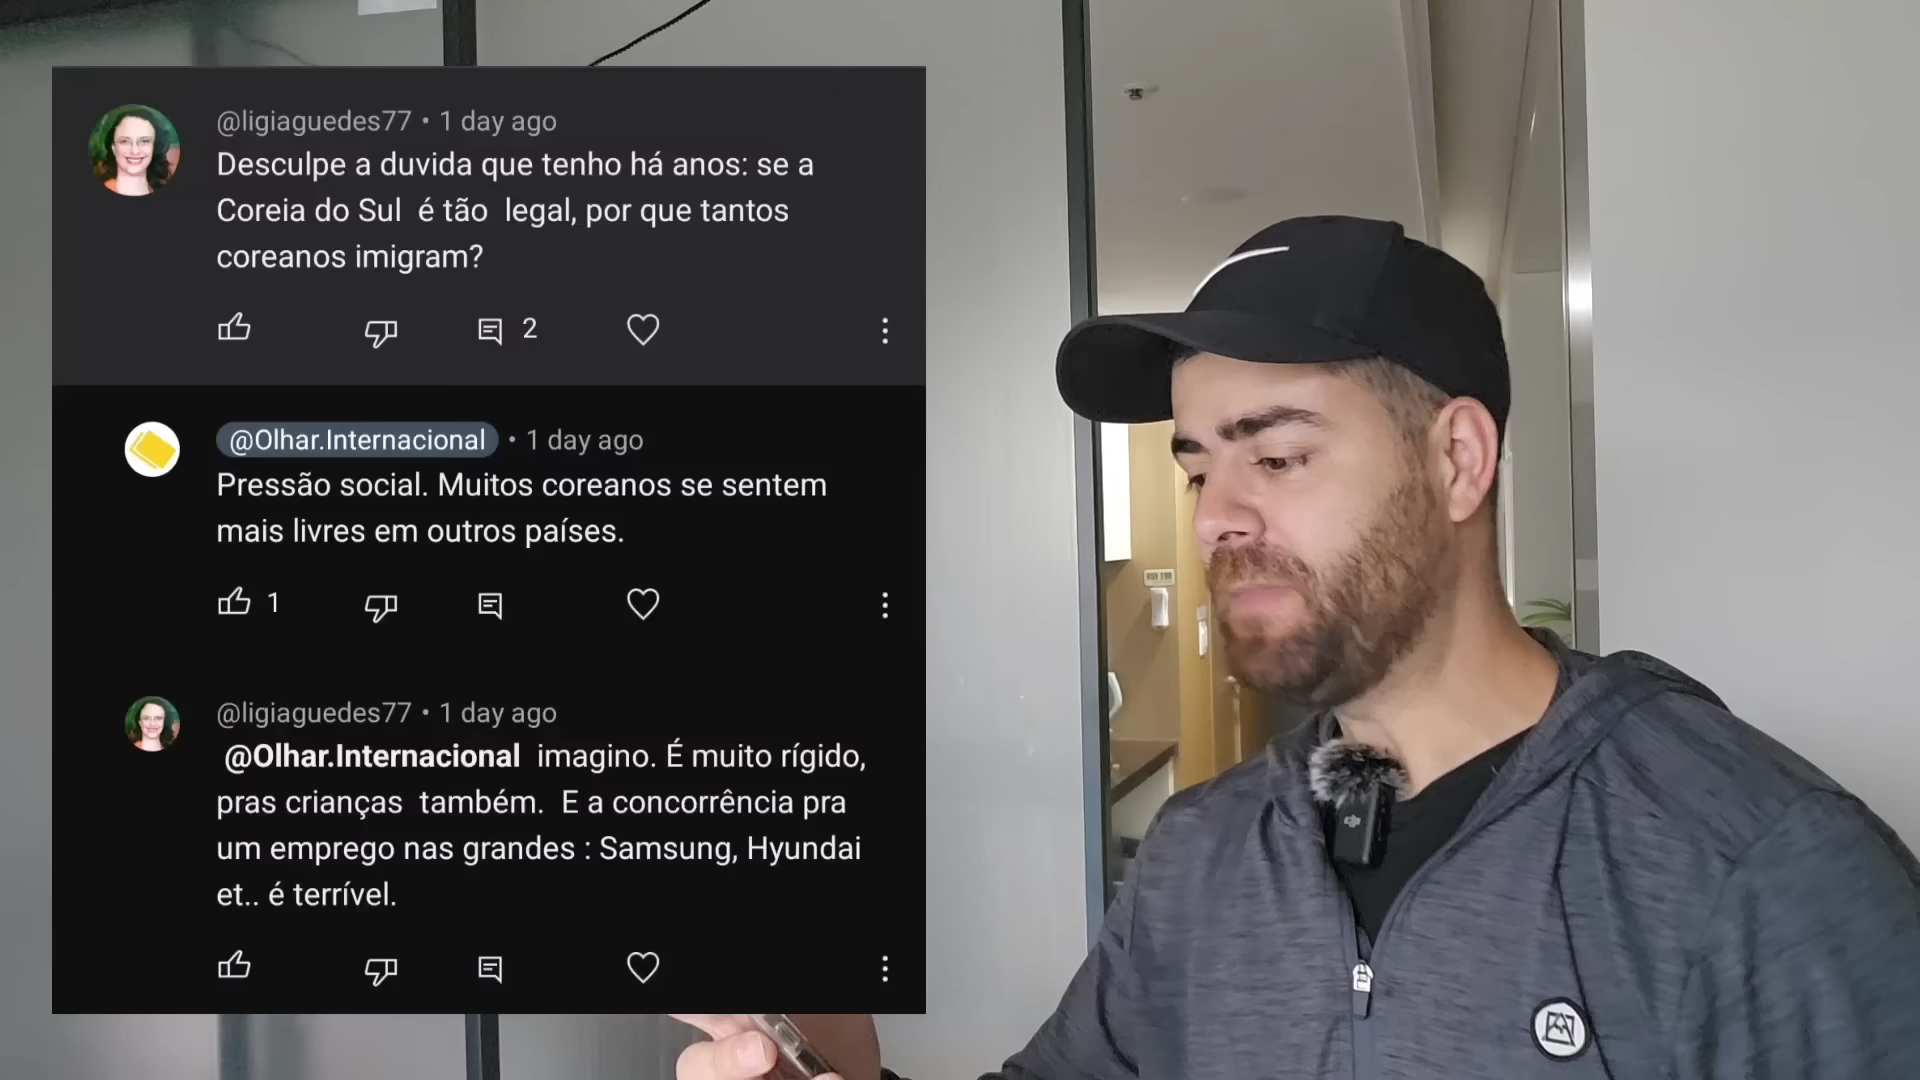 @ligiaguedes77 • 1 day ago
Desculpe a duvida que tenho há anos: se a
Coreia do Sul é tão legal, por que tantos
coreanos imigram?
2
@Olhar.Internacional • 1 day ago
Pressão social. Muitos coreanos se sentem
mais livres em outros países.
1
@ligiaguedes77 • 1 day ago
@Olhar.Internacional imagino. É muito rígido,
pras crianças também. E a concorrência pra
um emprego nas grandes : Samsung, Hyundai
et.. é terrível.
dji